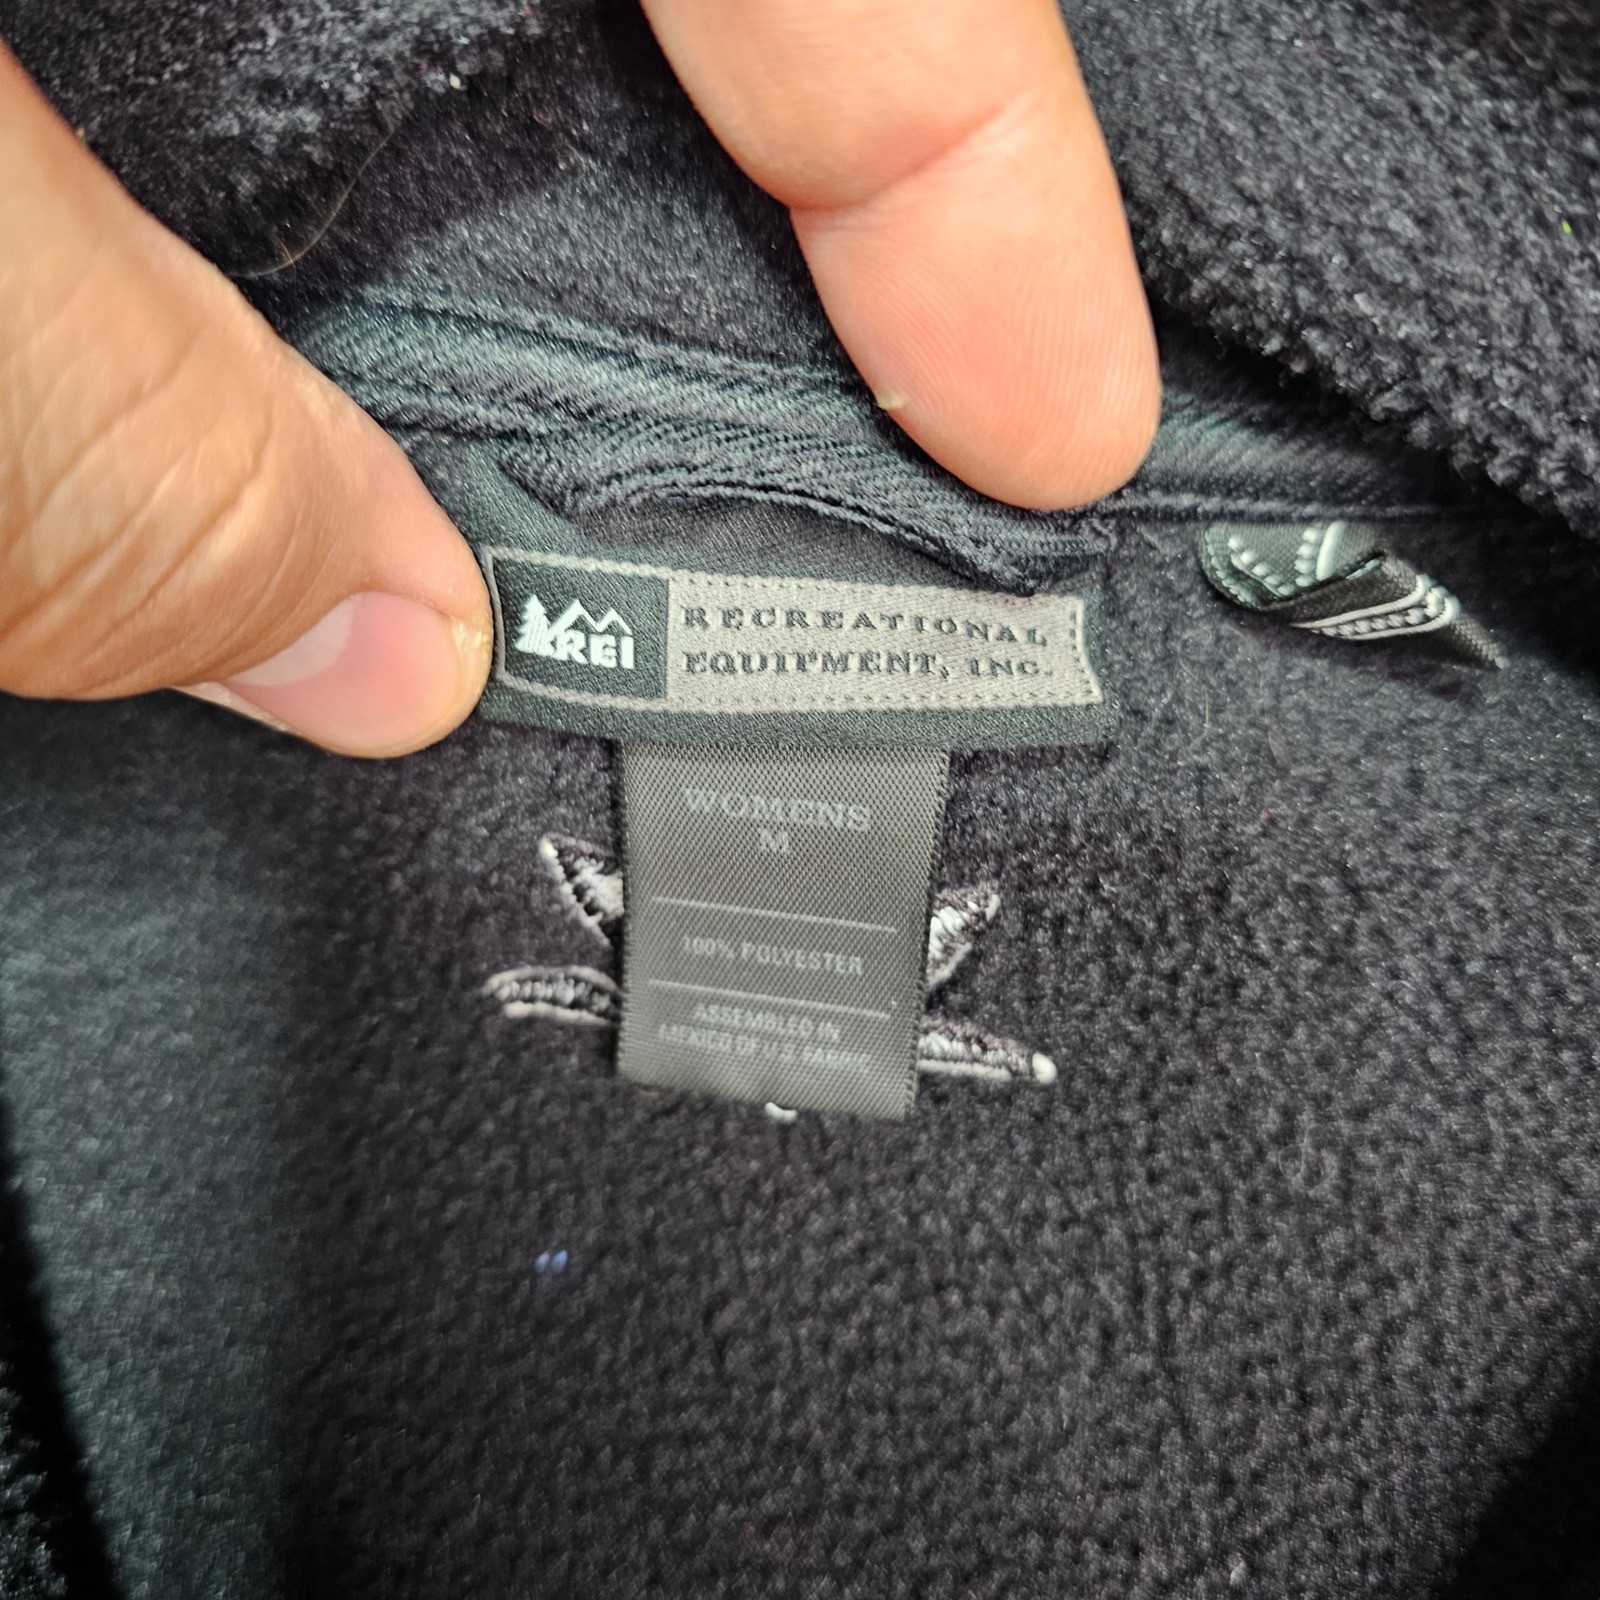 REI
RECREATIONAL
EQUIPMENT, INC.
WOMENS
M
100% POLYESTER
ASSEMBLED IN
MEXICO OF U.S. FABRIC